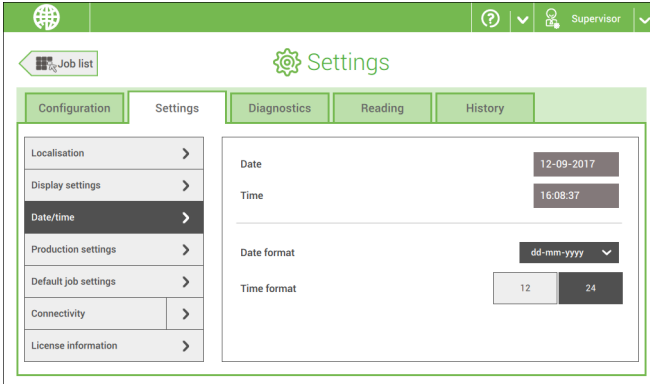 Supervisor
Job list
Settings
Configuration
Settings
Diagnostics
Reading
History
Localisation
Display settings
Date/time
Production settings
Default job settings
Connectivity
License information
Date
12-09-2017
Time
16:08:37
Date format
dd-mm-yyyy
Time format
12
24